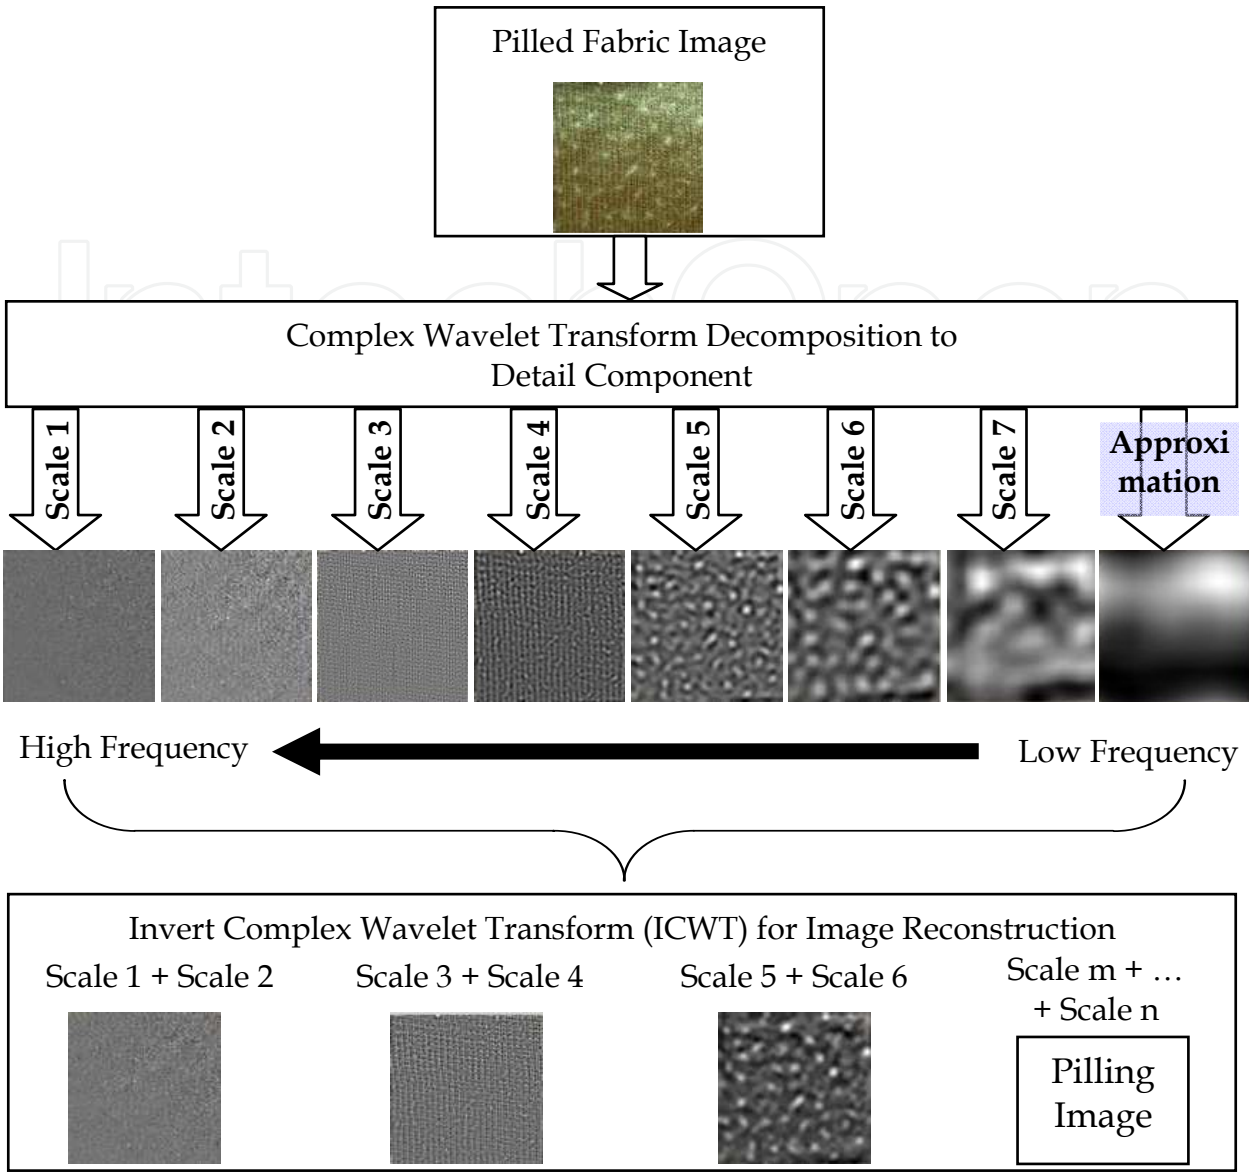 Pilled Fabric Image
IntechOpen
Complex Wavelet Transform Decomposition to
Detail Component
Scale 1
Scale 2
Scale 3
Scale 4
Scale 5
Scale 6
Scale 7
Approxi
mation
High Frequency
Low Frequency
Invert Complex Wavelet Transform (ICWT) for Image Reconstruction
Scale 1 + Scale 2
Scale 3 + Scale 4
Scale 5 + Scale 6
Scale m + …
+ Scale n
Pilling
Image